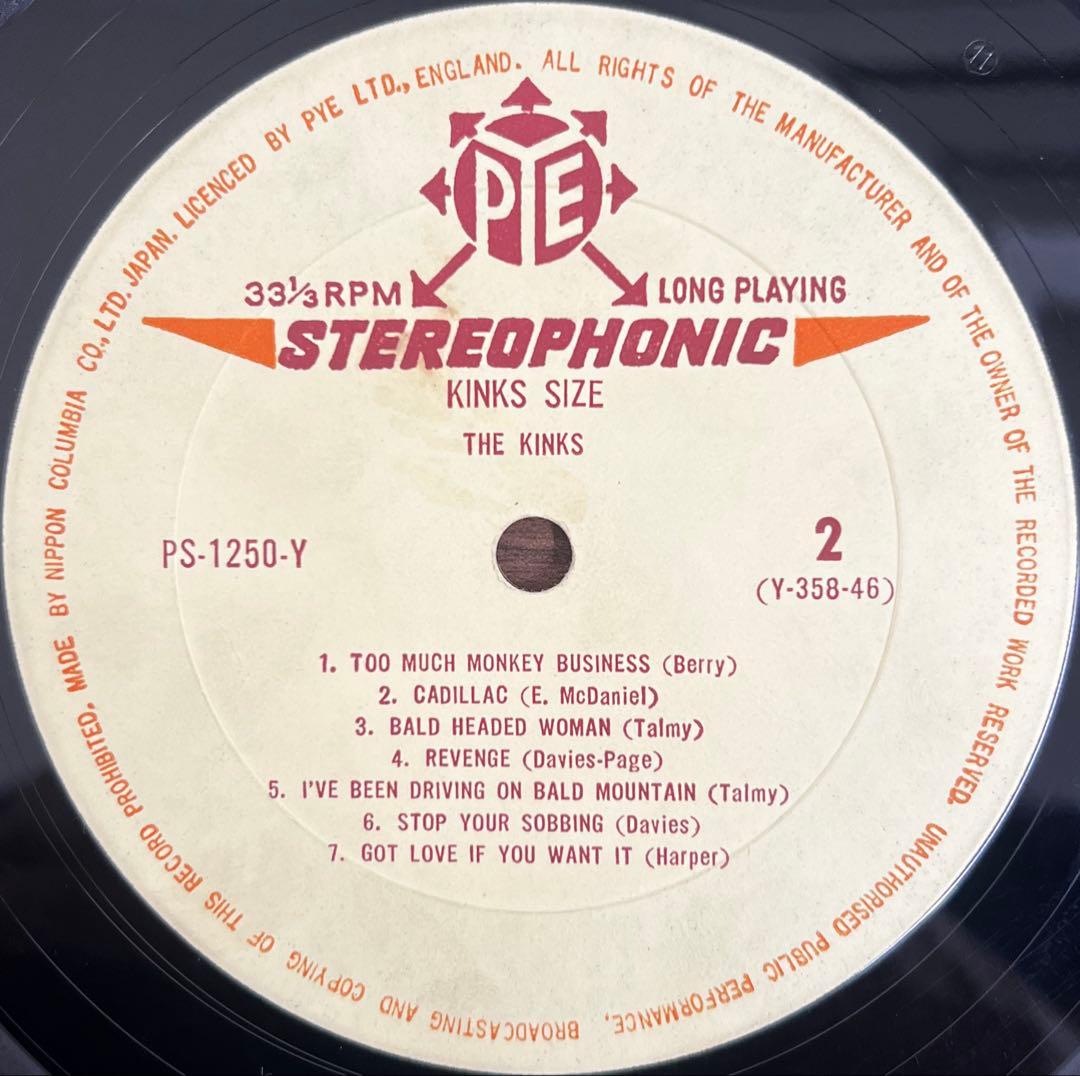 MADE BY NIPPON COLUMBIA CO., LTD. JAPAN. LICENCED BY PYE LTD., ENGLAND. ALL RIGHTS OF THE MANUFACTURER AND OF THE OWNER OF THE RECORDED WORK RESERVED. UNAUTHORISED PUBLIC PERFORMANCE, BROADCASTING AND COPYING OF THIS RECORD PROHIBITED.
11
PYE
33⅓ RPM LONG PLAYING
STEREOPHONIC
KINKS SIZE
THE KINKS
PS-1250-Y 2
(Y-358-46)
1. TOO MUCH MONKEY BUSINESS (Berry)
2. CADILLAC (E. McDaniel)
3. BALD HEADED WOMAN (Talmy)
4. REVENGE (Davies-Page)
5. I'VE BEEN DRIVING ON BALD MOUNTAIN (Talmy)
6. STOP YOUR SOBBING (Davies)
7. GOT LOVE IF YOU WANT IT (Harper)